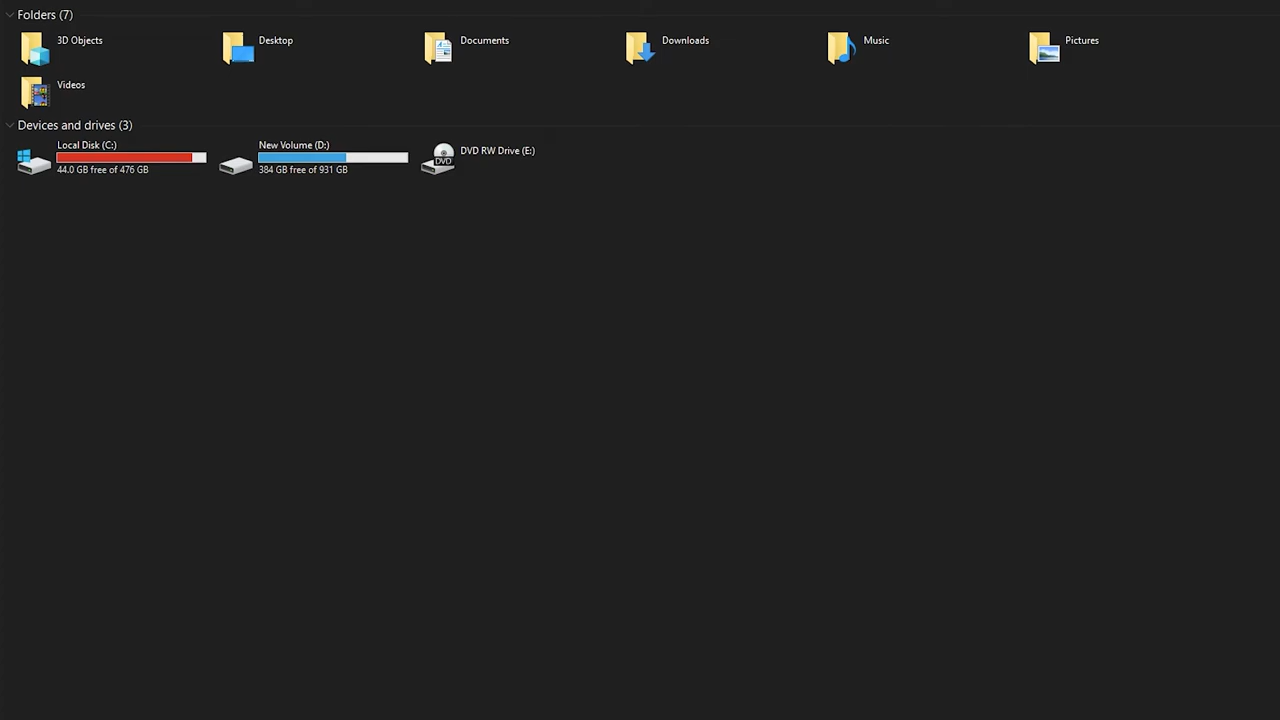 Folders (7)
3D Objects
Desktop
Documents
Downloads
Music
Pictures
Videos
Devices and drives (3)
Local Disk (C:)
44.0 GB free of 476 GB
New Volume (D:)
384 GB free of 931 GB
DVD RW Drive (E:)
DVD